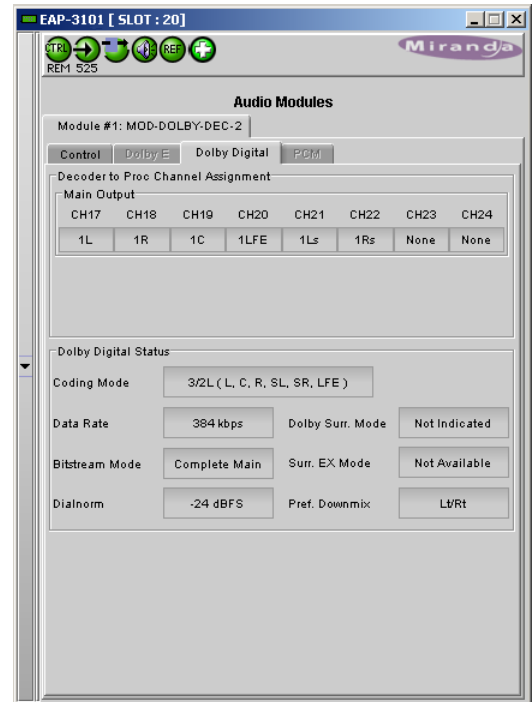 EAP-3101 [ SLOT : 20]
CTRL REF
REM 525
Miranda
Audio Modules
Module #1: MOD-DOLBY-DEC-2
Control Dolby E Dolby Digital PCM
Decoder to Proc Channel Assignment
Main Output
CH17 CH18 CH19 CH20 CH21 CH22 CH23 CH24
1L 1R 1C 1LFE 1Ls 1Rs None None
Dolby Digital Status
Coding Mode 3/2L ( L, C, R, SL, SR, LFE )
Data Rate 384 kbps Dolby Surr. Mode Not Indicated
Bitstream Mode Complete Main Surr. EX Mode Not Available
Dialnorm -24 dBFS Pref. Downmix Lt/Rt